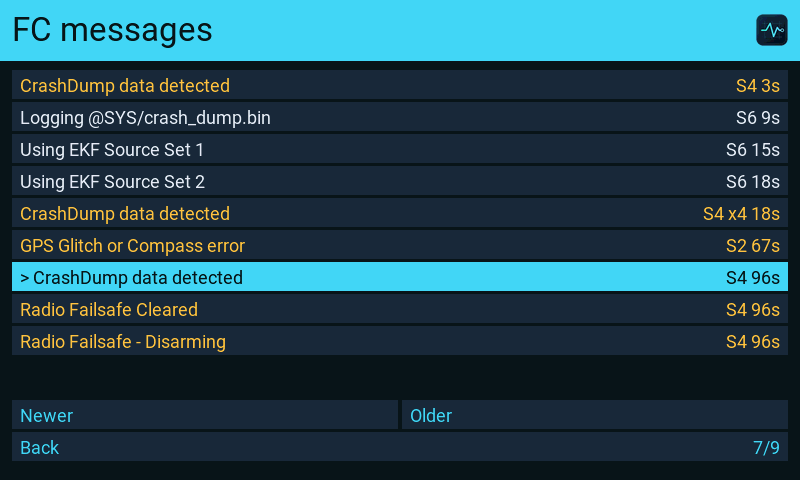 FC messages
CrashDump data detected S4 3s
Logging @SYS/crash_dump.bin S6 9s
Using EKF Source Set 1 S6 15s
Using EKF Source Set 2 S6 18s
CrashDump data detected S4 x4 18s
GPS Glitch or Compass error S2 67s
> CrashDump data detected S4 96s
Radio Failsafe Cleared S4 96s
Radio Failsafe - Disarming S4 96s
Newer Older
Back 7/9